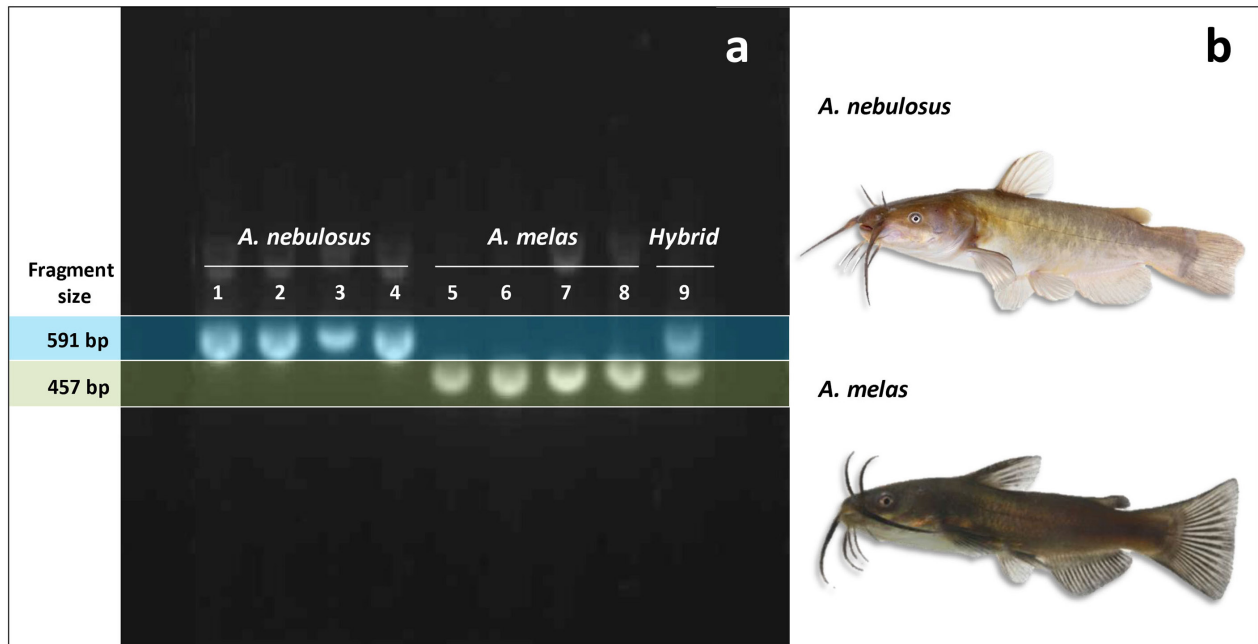 a
A. nebulosus
A. melas
Hybrid
Fragment
size
1 2 3 4 5 6 7 8 9
591 bp
457 bp
b
A. nebulosus
A. melas